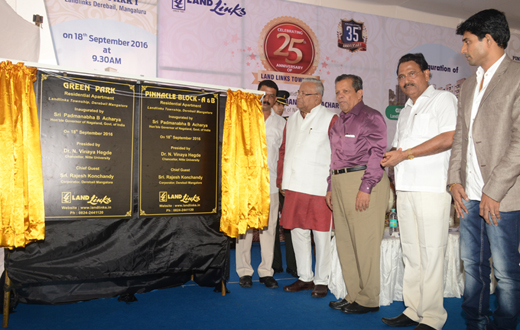 Landlinks Derebail, Mangaluru
on 18th September 2016
at 9.30AM
LAND Links
CELEBRATING
25
ANNIVERSARY
OF
LAND LINKS TOWNSHIP
35
GREEN PARK
Residential Apartment
Landlinks Township, Derebail Mangalore
Inaugurated by
Sri Padmanabha B Acharya
Hon'ble Governor of Nagaland, Govt. of India
On 18th September 2016
Presided by
Dr. N. Vinaya Hegde
Chancellor, Nitte University
Chief Guest
Sri. Rajesh Konchandy
Corporator, Derebail Mangalore
LAND Links
PINNACLE BLOCK - A & B
Residential Apartment
Landlinks Township, Derebail Mangalore
Inaugurated by
Sri Padmanabha B Acharya
Hon'ble Governor of Nagaland, Govt. of India
On 18th September 2016
Presided by
Dr. N. Vinaya Hegde
Chancellor, Nitte University
Chief Guest
Sri. Rajesh Konchandy
Corporator, Derebail Mangalore
LAND Links